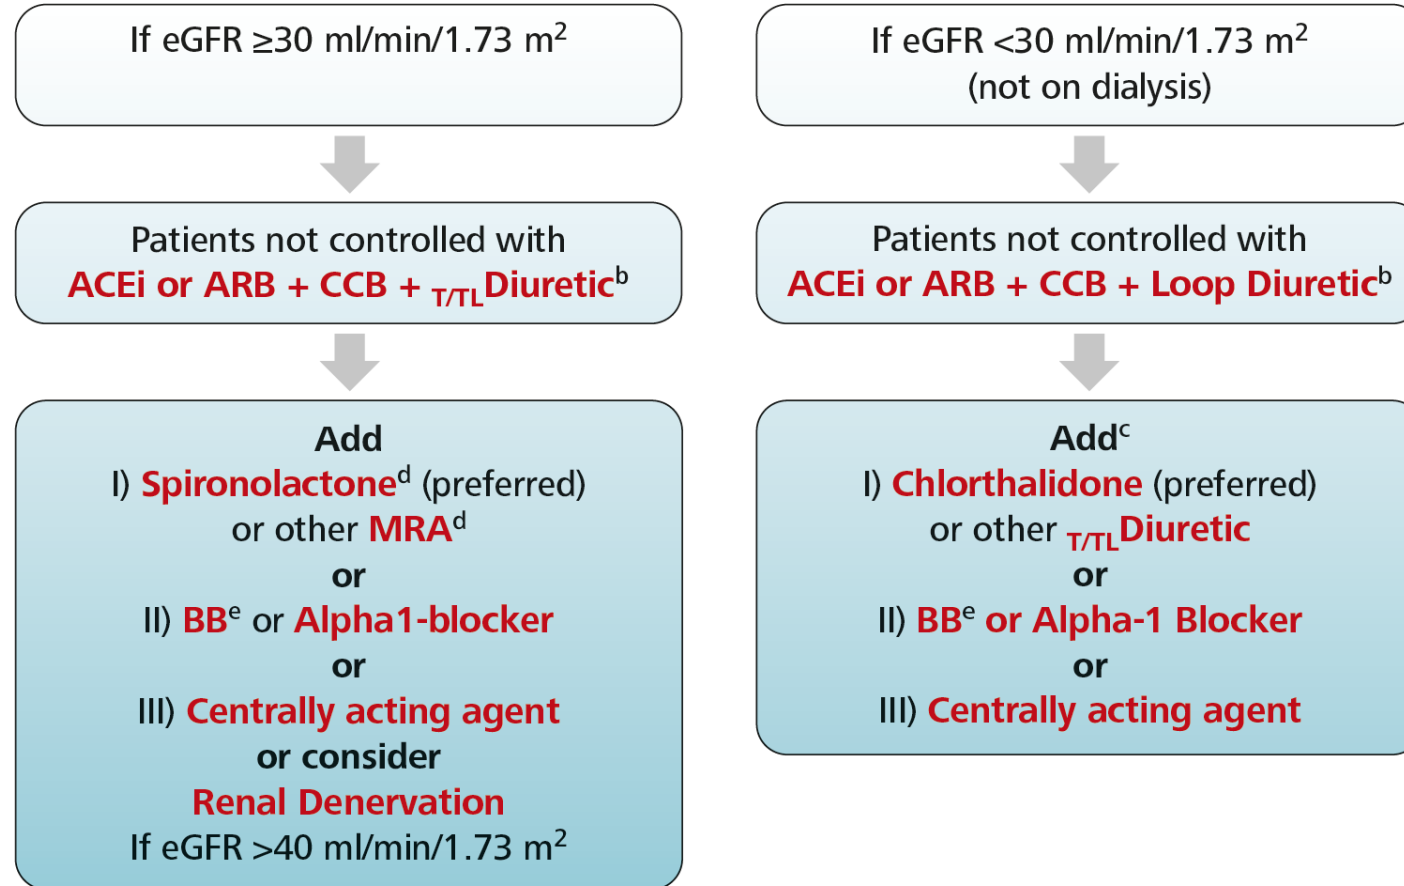 If eGFR ≥30 ml/min/1.73 m²
Patients not controlled with
ACEi or ARB + CCB + T/TLDiureticᵇ
Add
I) Spironolactoneᵈ (preferred)
or other MRAᵈ
or
II) BBᵉ or Alpha1-blocker
or
III) Centrally acting agent
or consider
Renal Denervation
If eGFR >40 ml/min/1.73 m²
If eGFR <30 ml/min/1.73 m²
(not on dialysis)
Patients not controlled with
ACEi or ARB + CCB + Loop Diureticᵇ
Addᶜ
I) Chlorthalidone (preferred)
or other T/TLDiuretic
or
II) BBᵉ or Alpha-1 Blocker
or
III) Centrally acting agent